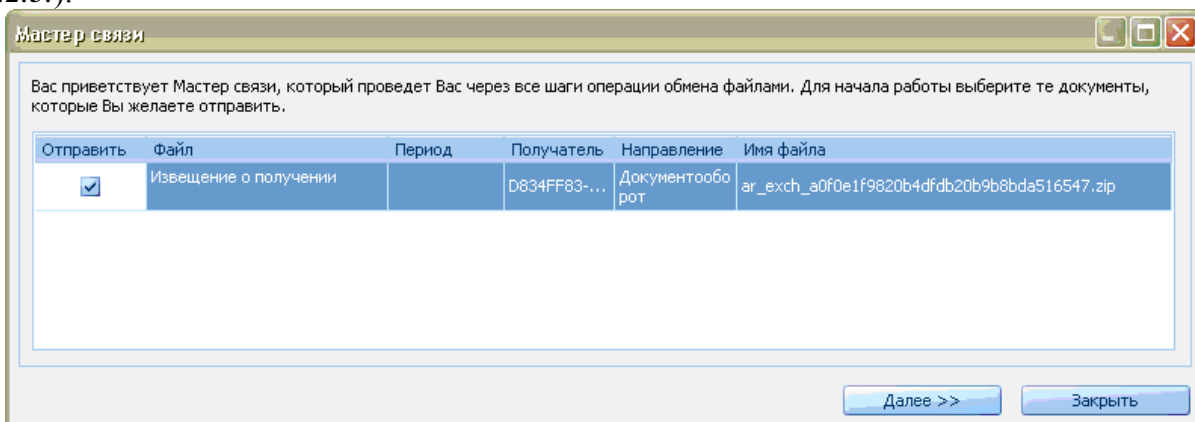 2.3.).
Мастер связи
Вас приветствует Мастер связи, который проведет Вас через все шаги операции обмена файлами. Для начала работы выберите те документы,
которые Вы желаете отправить.
Отправить Файл Период Получатель Направление Имя файла
Извещение о получении D834FF83-... Документообо
рот ar_exch_a0f0e1f9820b4dfdb20b9b8bda516547.zip
Далее >> Закрыть